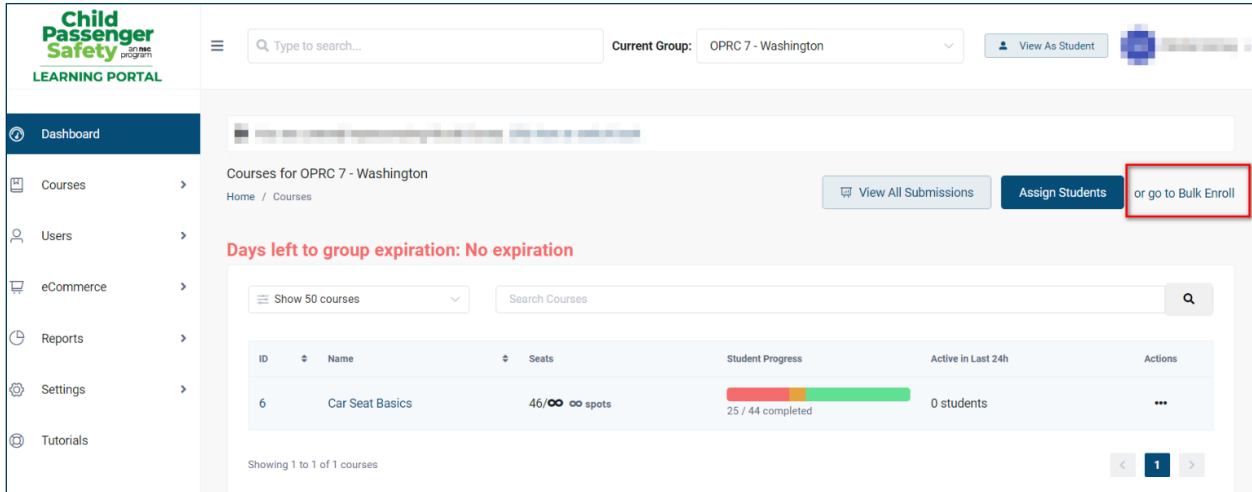 Child
Passenger
Safety an nsc program
LEARNING PORTAL
Type to search...
Current Group:
OPRC 7 - Washington
View As Student
Dashboard
Courses
Users
eCommerce
Reports
Settings
Tutorials
Courses for OPRC 7 - Washington
Home / Courses
View All Submissions
Assign Students
or go to Bulk Enroll
Days left to group expiration: No expiration
Show 50 courses
Search Courses
ID Name Seats Student Progress Active in Last 24h Actions
6 Car Seat Basics 46/∞ ∞ spots 25 / 44 completed 0 students •••
Showing 1 to 1 of 1 courses
< 1 >